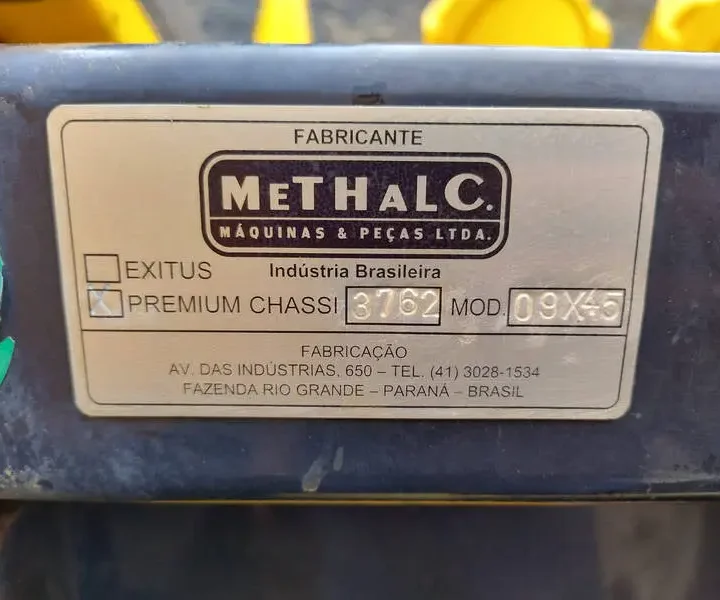 FABRICANTE
MeTHaLC.
MÁQUINAS & PEÇAS LTDA.
EXITUS Indústria Brasileira
X PREMIUM CHASSI 3762 MOD. 09X45
FABRICAÇÃO
AV. DAS INDÚSTRIAS, 650 – TEL. (41) 3028-1534
FAZENDA RIO GRANDE – PARANÁ – BRASIL